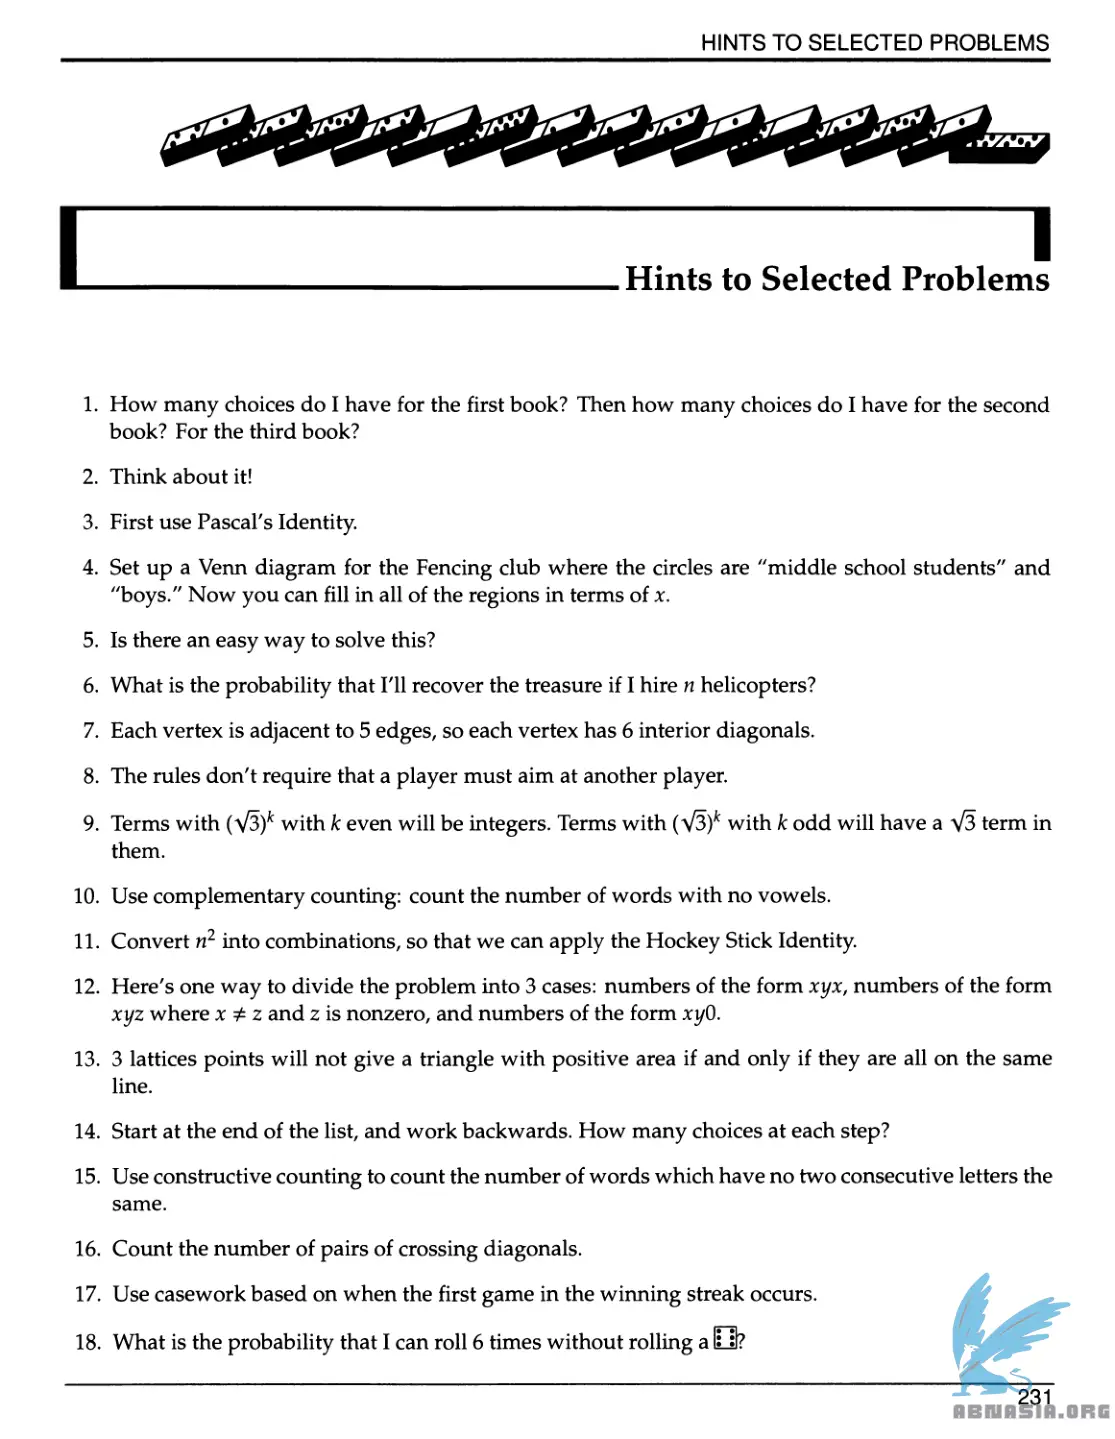 HINTS TO SELECTED PROBLEMS
Hints to Selected Problems
1. How many choices do I have for the first book? Then how many choices do I have for the second
book? For the third book?
2. Think about it!
3. First use Pascal's Identity.
4. Set up a Venn diagram for the Fencing club where the circles are "middle school students" and
"boys." Now you can fill in all of the regions in terms of x.
5. Is there an easy way to solve this?
6. What is the probability that I'll recover the treasure if I hire n helicopters?
7. Each vertex is adjacent to 5 edges, so each vertex has 6 interior diagonals.
8. The rules don't require that a player must aim at another player.
9. Terms with (√3)^k with k even will be integers. Terms with (√3)^k with k odd will have a √3 term in
them.
10. Use complementary counting: count the number of words with no vowels.
11. Convert n² into combinations, so that we can apply the Hockey Stick Identity.
12. Here's one way to divide the problem into 3 cases: numbers of the form xyx, numbers of the form
xyz where x ≠ z and z is nonzero, and numbers of the form xy0.
13. 3 lattices points will not give a triangle with positive area if and only if they are all on the same
line.
14. Start at the end of the list, and work backwards. How many choices at each step?
15. Use constructive counting to count the number of words which have no two consecutive letters the
same.
16. Count the number of pairs of crossing diagonals.
17. Use casework based on when the first game in the winning streak occurs.
18. What is the probability that I can roll 6 times without rolling a ⚅?
231
ABNASIA.ORG